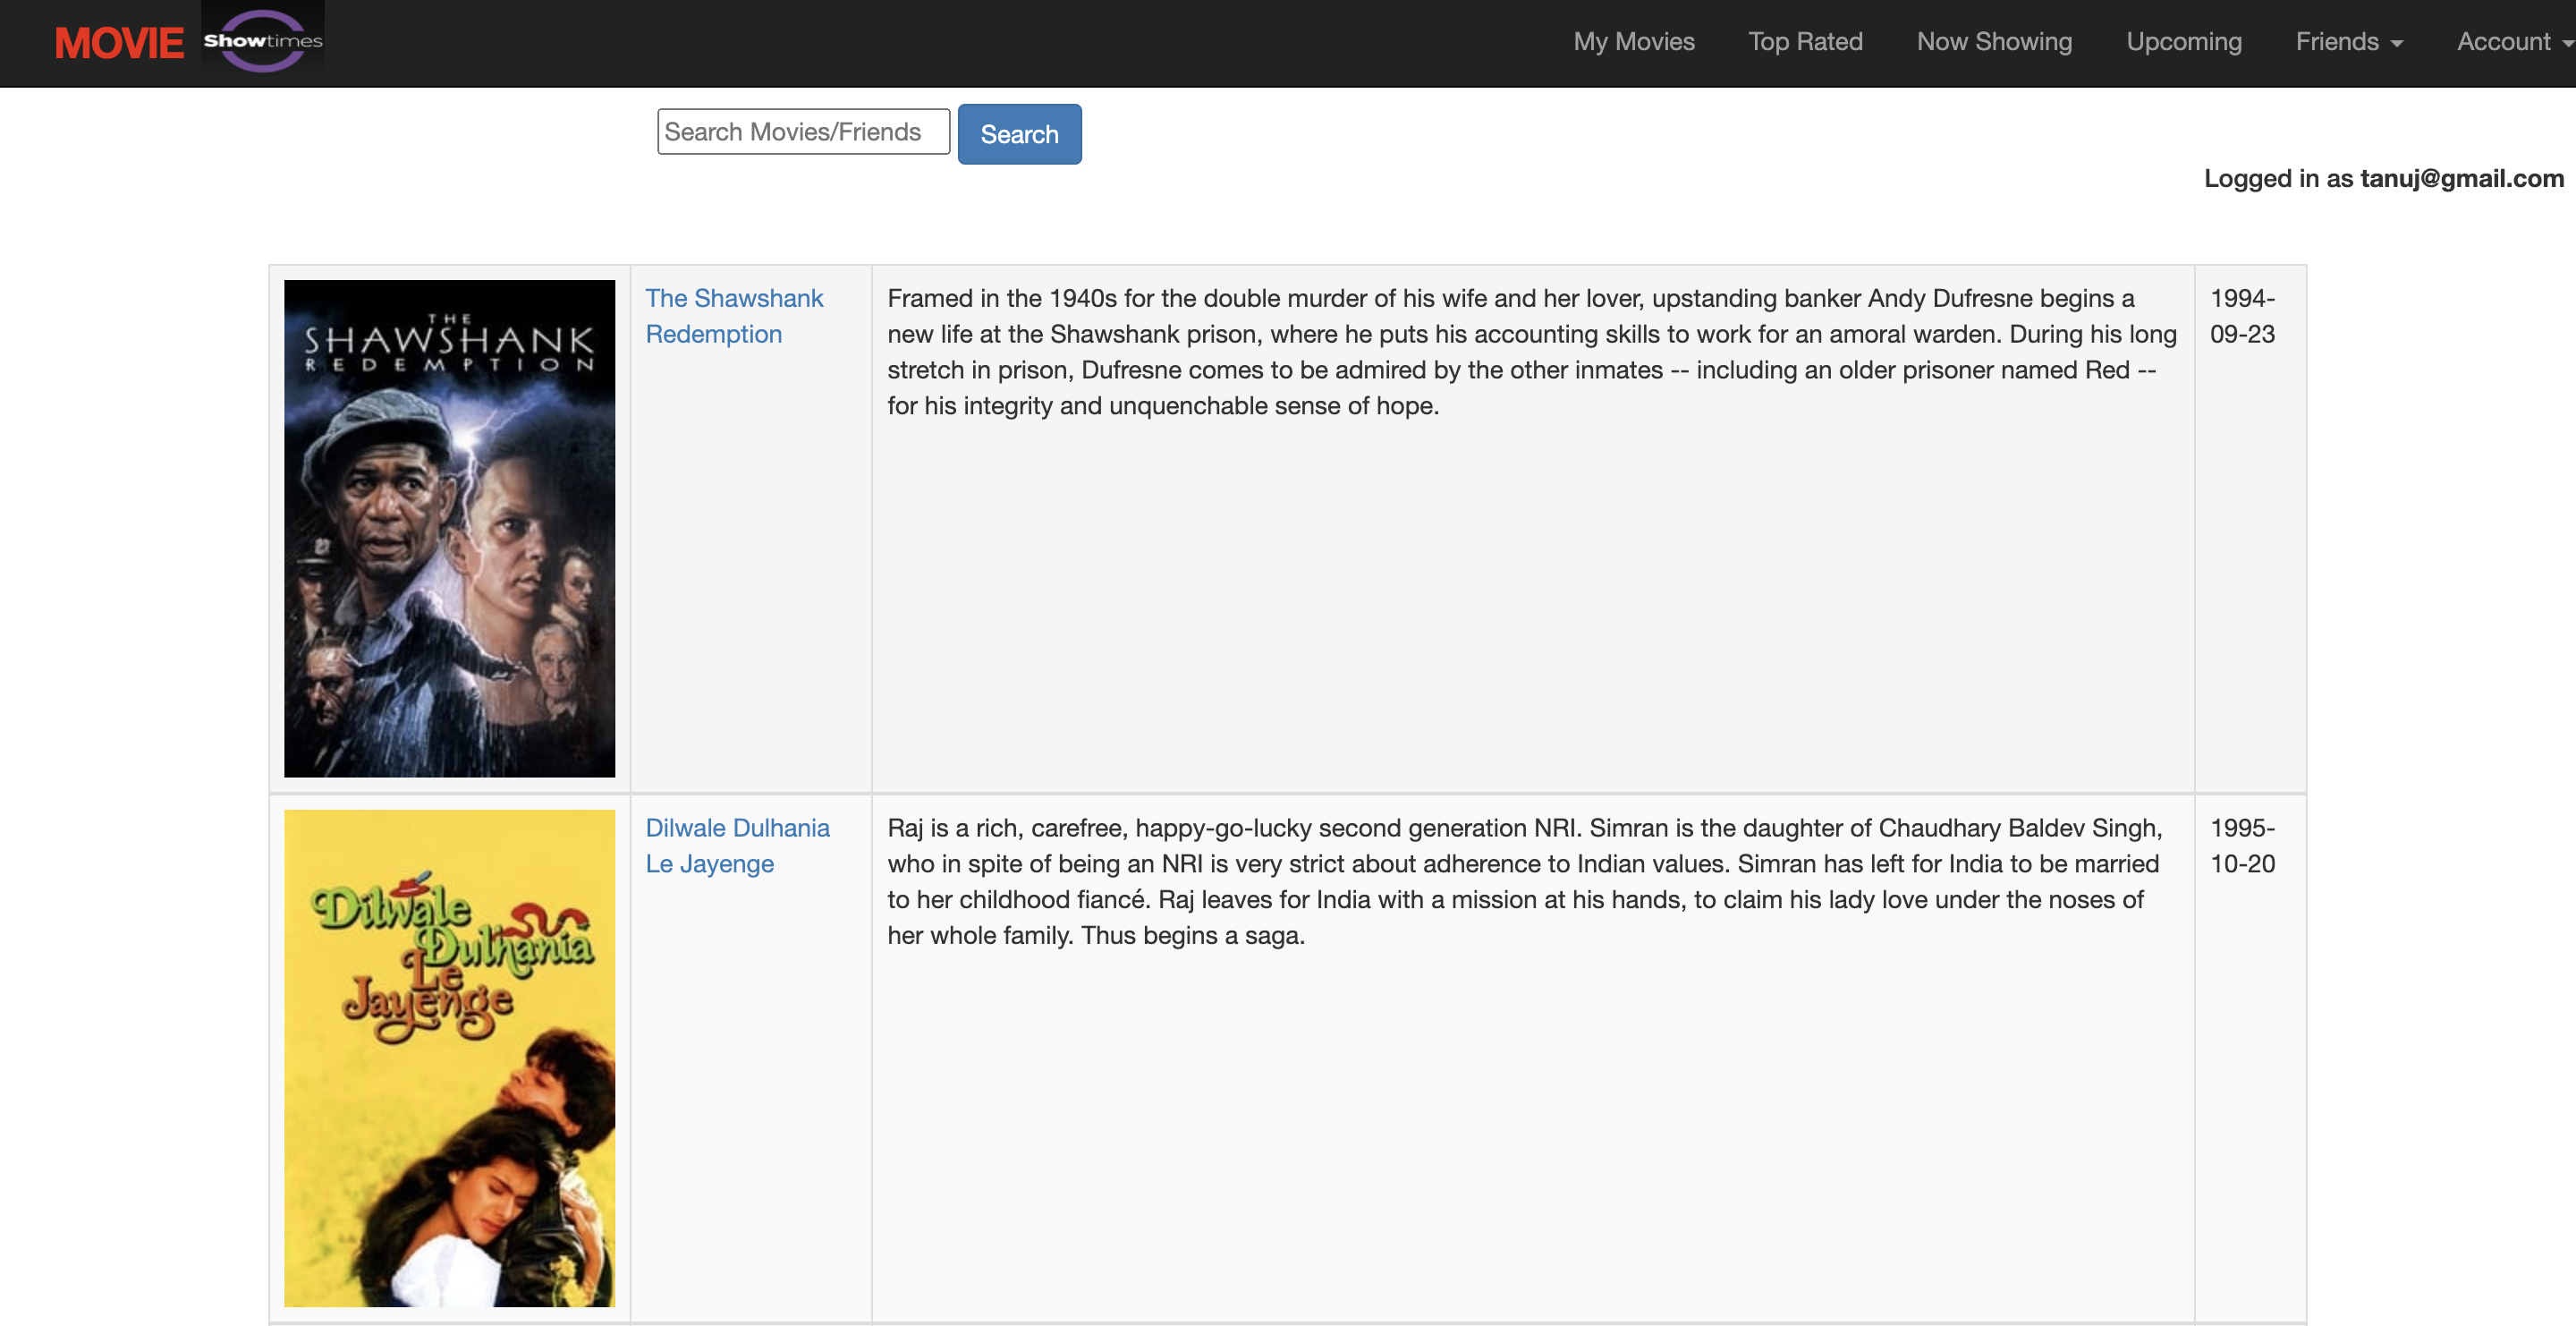 MOVIE Showtimes My Movies Top Rated Now Showing Upcoming Friends Account
Search Movies/Friends Search
Logged in as tanuj@gmail.com
THE
SHAWSHANK
REDEMPTION
The Shawshank
Redemption
Framed in the 1940s for the double murder of his wife and her lover, upstanding banker Andy Dufresne begins a
new life at the Shawshank prison, where he puts his accounting skills to work for an amoral warden. During his long
stretch in prison, Dufresne comes to be admired by the other inmates -- including an older prisoner named Red --
for his integrity and unquenchable sense of hope.
1994-
09-23
Dilwale
Dulhania
Le
Jayenge
Dilwale Dulhania
Le Jayenge
Raj is a rich, carefree, happy-go-lucky second generation NRI. Simran is the daughter of Chaudhary Baldev Singh,
who in spite of being an NRI is very strict about adherence to Indian values. Simran has left for India to be married
to her childhood fiancé. Raj leaves for India with a mission at his hands, to claim his lady love under the noses of
her whole family. Thus begins a saga.
1995-
10-20